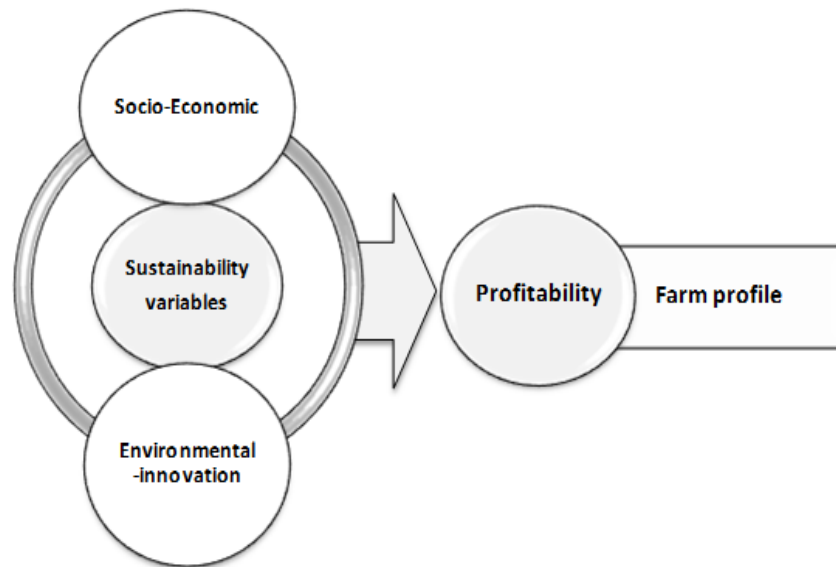 Socio-Economic
Sustainability
variables
Environmental
-innovation
Profitability
Farm profile